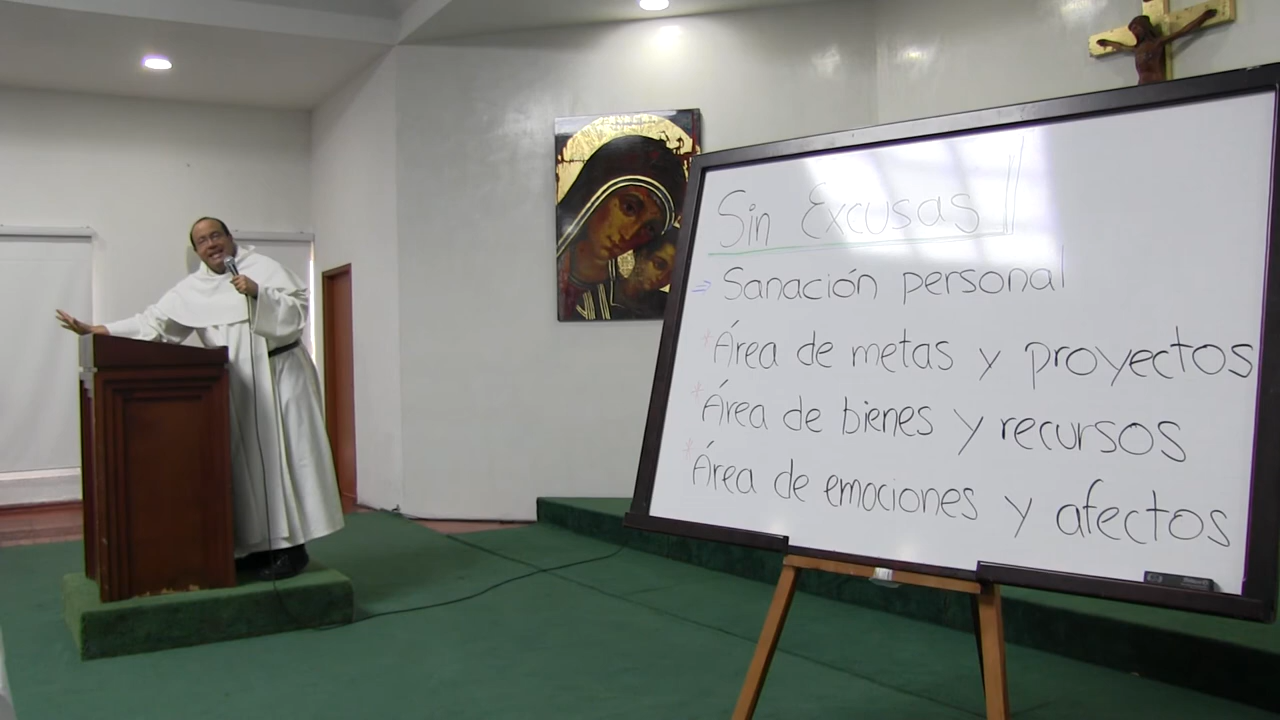 Sin Excusas!!
⇒ Sanación personal
* Área de metas y proyectos
* Área de bienes y recursos
* Área de emociones y afectos